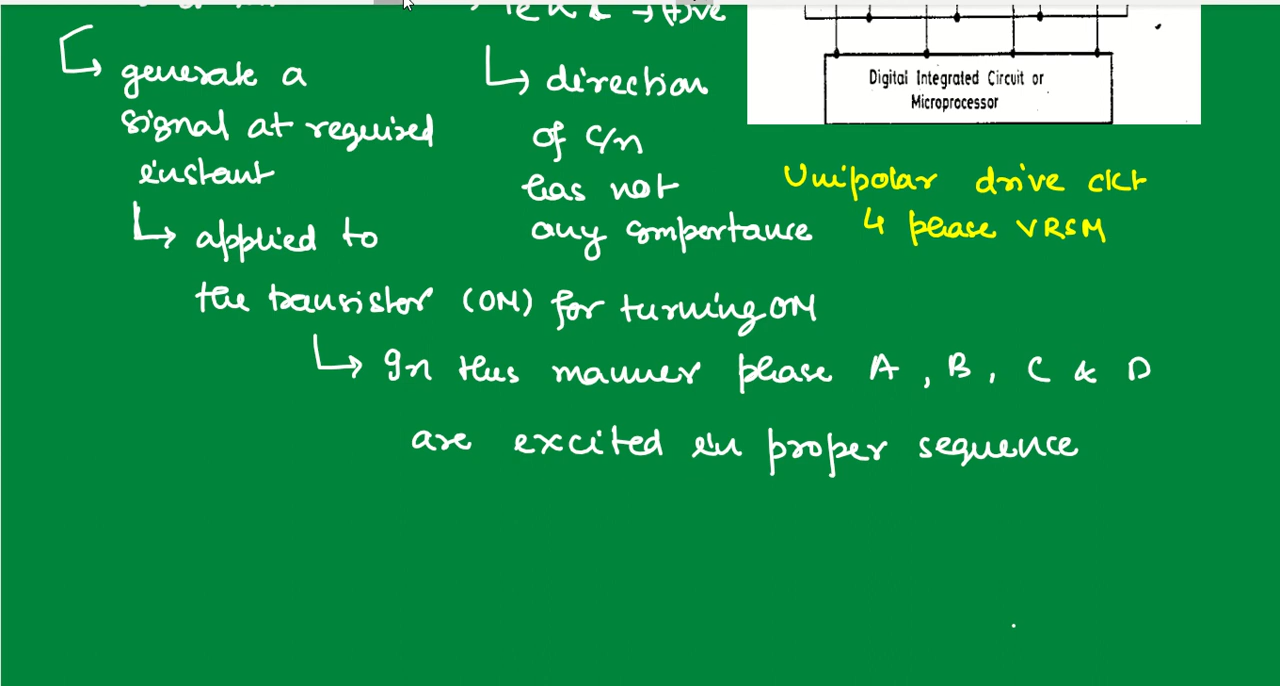 generate a
signal at required
instant
applied to
the transistor (ON) for turning ON
In this manner phase A, B, C & D
are excited in proper sequence
→ +ve
direction
of c/n
has not
any importance
Digital Integrated Circuit or
Microprocessor
Unipolar drive ckt
4 phase VRSM